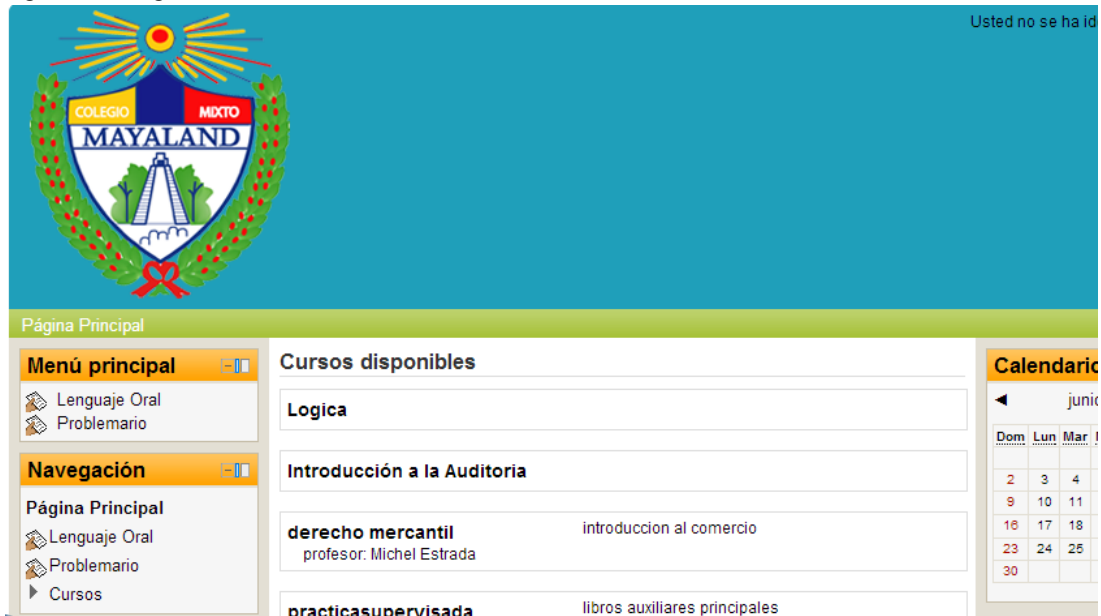 Usted no se ha
COLEGIO MIXTO
MAYALAND
Página Principal
Menú principal
Lenguaje Oral
Problemario
Navegación
Página Principal
Lenguaje Oral
Problemario
Cursos
Cursos disponibles
Logica
Introducción a la Auditoria
derecho mercantil
introduccion al comercio
profesor: Michel Estrada
practicasupervisada
libros auxiliares principales
Calendario
Dom Lun Mar
2 3 4
9 10 11
16 17 18
23 24 25
30